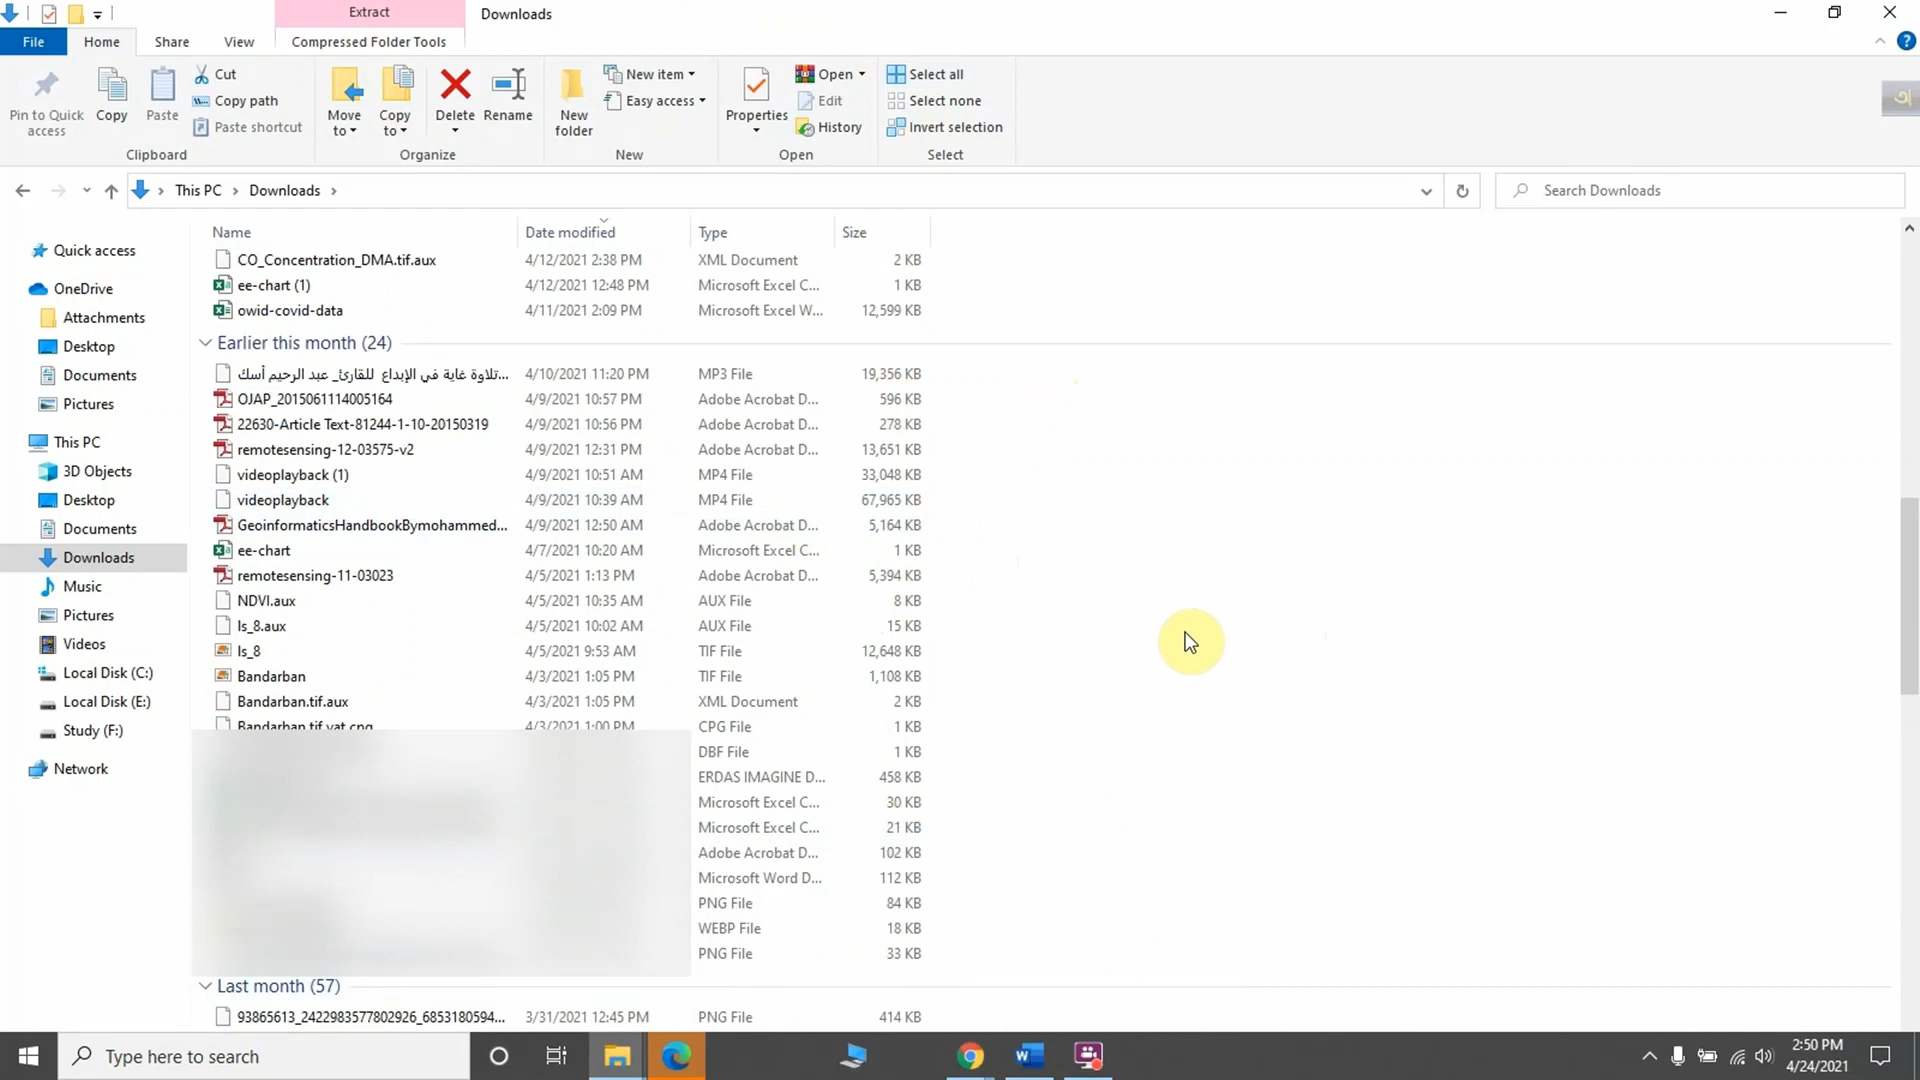 Extract
Downloads
File
Home
Share
View
Compressed Folder Tools
Pin to Quick access
Copy
Paste
Cut
Copy path
Paste shortcut
Clipboard
Move to
Copy to
Delete
Rename
Organize
New folder
New item
Easy access
New
Properties
Open
Edit
History
Open
Select all
Select none
Invert selection
Select
This PC
Downloads
Search Downloads
Quick access
OneDrive
Attachments
Desktop
Documents
Pictures
This PC
3D Objects
Desktop
Documents
Downloads
Music
Pictures
Videos
Local Disk (C:)
Local Disk (E:)
Study (F:)
Network
Name Date modified Type Size
CO_Concentration_DMA.tif.aux 4/12/2021 2:38 PM XML Document 2 KB
ee-chart (1) 4/12/2021 12:48 PM Microsoft Excel C... 1 KB
owid-covid-data 4/11/2021 2:09 PM Microsoft Excel W... 12,599 KB
Earlier this month (24)
تلاوة غاية في الإبداع للقارئ_ عبد الرحيم أسك... 4/10/2021 11:20 PM MP3 File 19,356 KB
OJAP_2015061114005164 4/9/2021 10:57 PM Adobe Acrobat D... 596 KB
22630-Article Text-81244-1-10-20150319 4/9/2021 10:56 PM Adobe Acrobat D... 278 KB
remotesensing-12-03575-v2 4/9/2021 12:31 PM Adobe Acrobat D... 13,651 KB
videoplayback (1) 4/9/2021 10:51 AM MP4 File 33,048 KB
videoplayback 4/9/2021 10:39 AM MP4 File 67,965 KB
GeoinformaticsHandbookBymohammed... 4/9/2021 12:50 AM Adobe Acrobat D... 5,164 KB
ee-chart 4/7/2021 10:20 AM Microsoft Excel C... 1 KB
remotesensing-11-03023 4/5/2021 1:13 PM Adobe Acrobat D... 5,394 KB
NDVI.aux 4/5/2021 10:35 AM AUX File 8 KB
ls_8.aux 4/5/2021 10:02 AM AUX File 15 KB
ls_8 4/5/2021 9:53 AM TIF File 12,648 KB
Bandarban 4/3/2021 1:05 PM TIF File 1,108 KB
Bandarban.tif.aux 4/3/2021 1:05 PM XML Document 2 KB
Bandarban.tif.vat.cpg 4/3/2021 1:00 PM CPG File 1 KB
DBF File 1 KB
ERDAS IMAGINE D... 458 KB
Microsoft Excel C... 30 KB
Microsoft Excel C... 21 KB
Adobe Acrobat D... 102 KB
Microsoft Word D... 112 KB
PNG File 84 KB
WEBP File 18 KB
PNG File 33 KB
Last month (57)
93865613_2422983577802926_6853180594... 3/31/2021 12:45 PM PNG File 414 KB
Type here to search
2:50 PM
4/24/2021